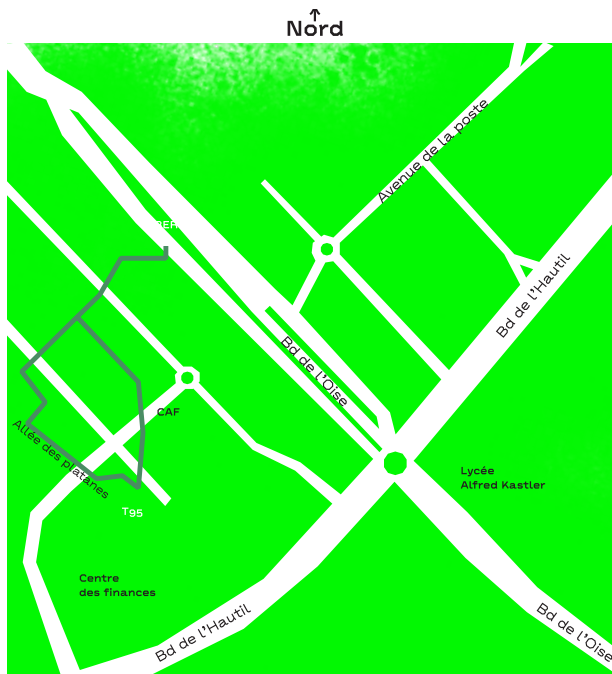 ↑
Nord
Avenue de la poste
RER
Bd de l'Hautil
Bd de l'Oise
CAF
Allée des platanes
Lycée
Alfred Kastler
T95
Centre
des finances
Bd de l'Hautil
Bd de l'Oise